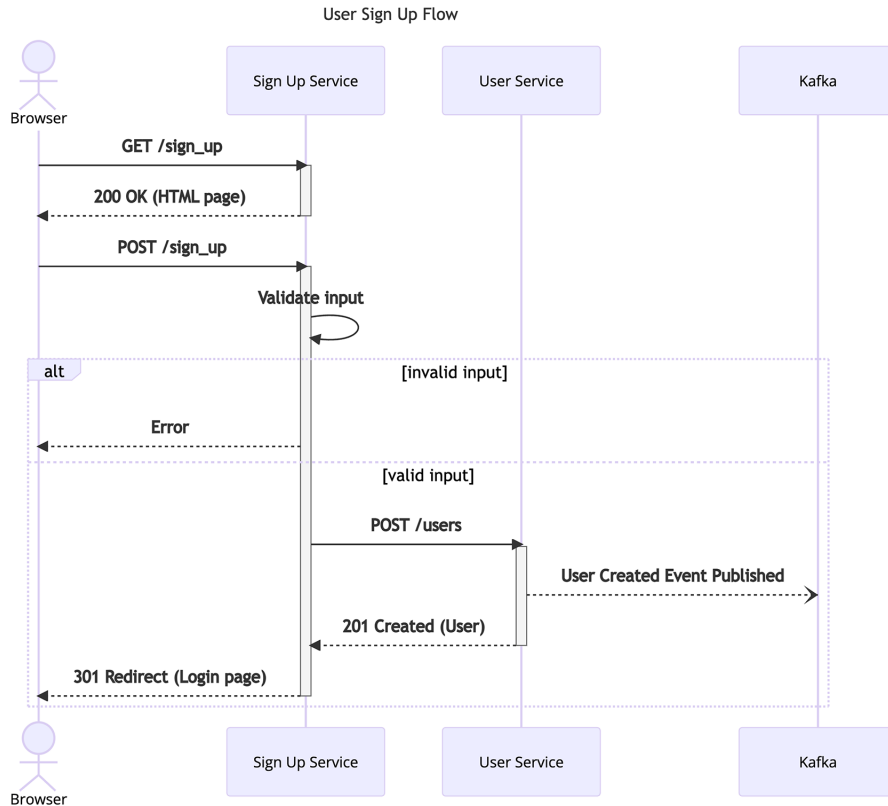 User Sign Up Flow
Browser
Sign Up Service
User Service
Kafka
GET /sign_up
200 OK (HTML page)
POST /sign_up
Validate input
alt
[invalid input]
Error
[valid input]
POST /users
User Created Event Published
201 Created (User)
301 Redirect (Login page)
Browser
Sign Up Service
User Service
Kafka